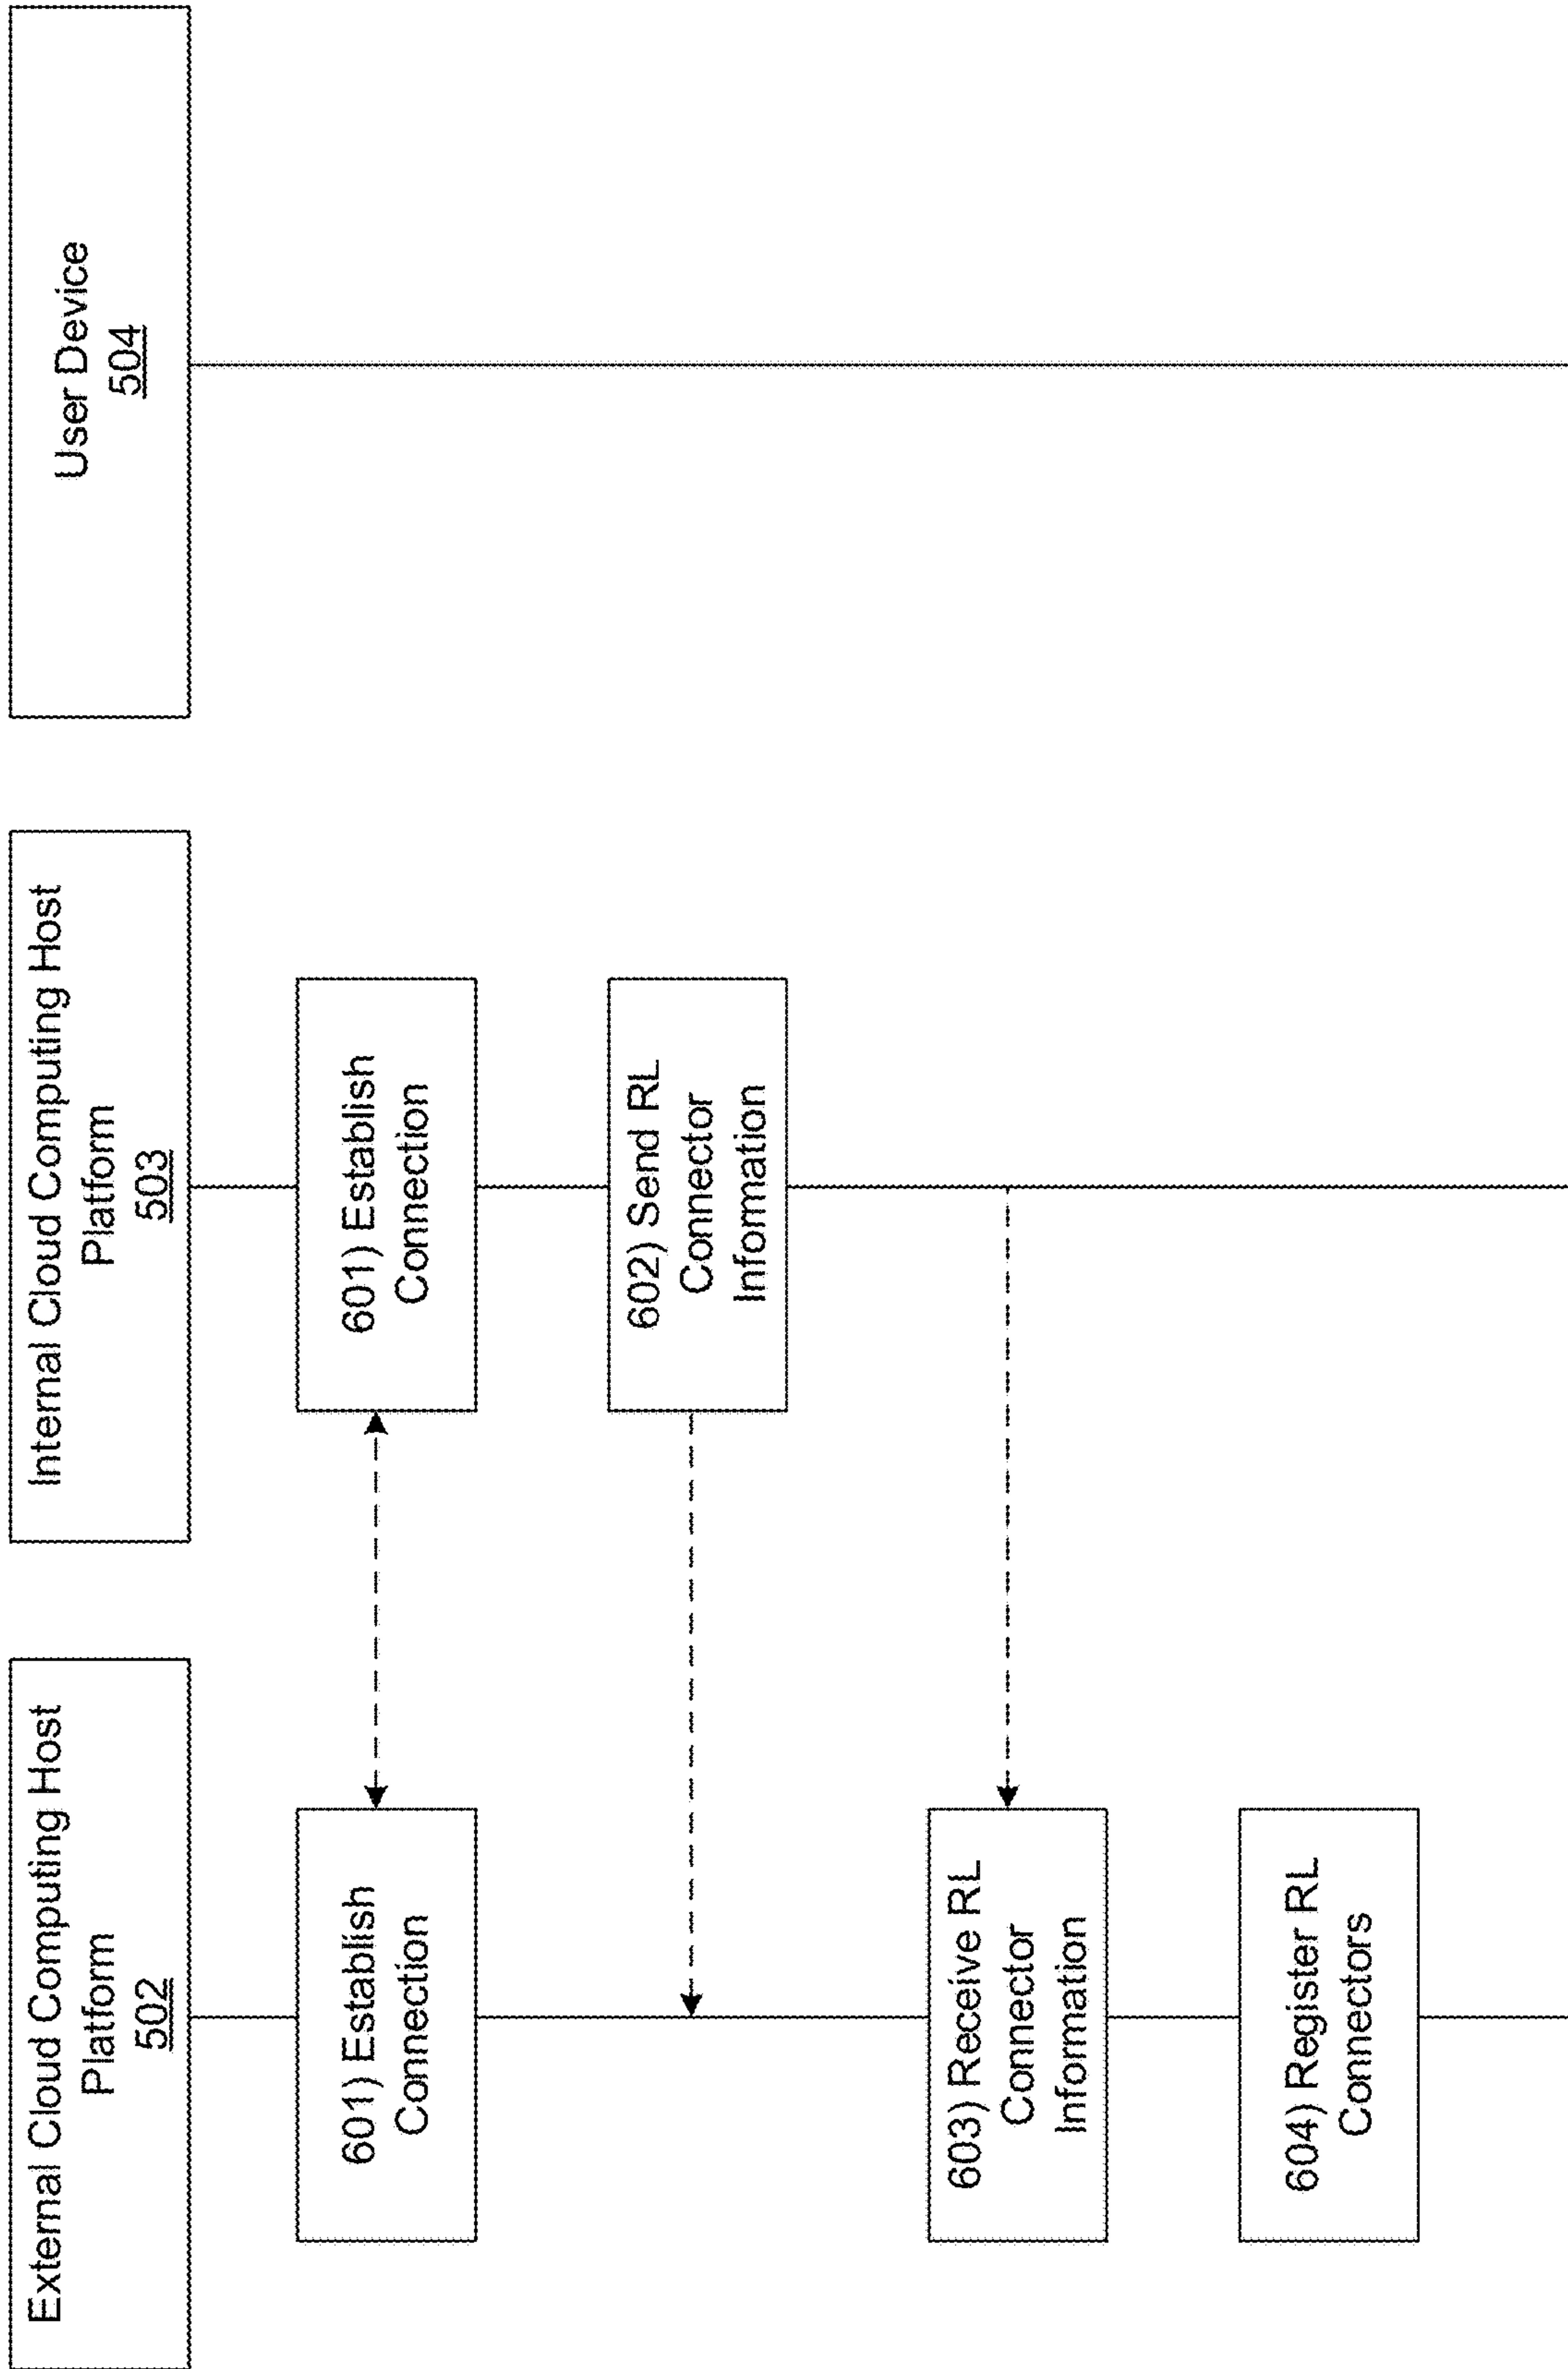 External Cloud Computing Host
Platform
502
Internal Cloud Computing Host
Platform
503
User Device
504
601) Establish
Connection
601) Establish
Connection
602) Send RL
Connector
Information
603) Receive RL
Connector
Information
604) Register RL
Connectors